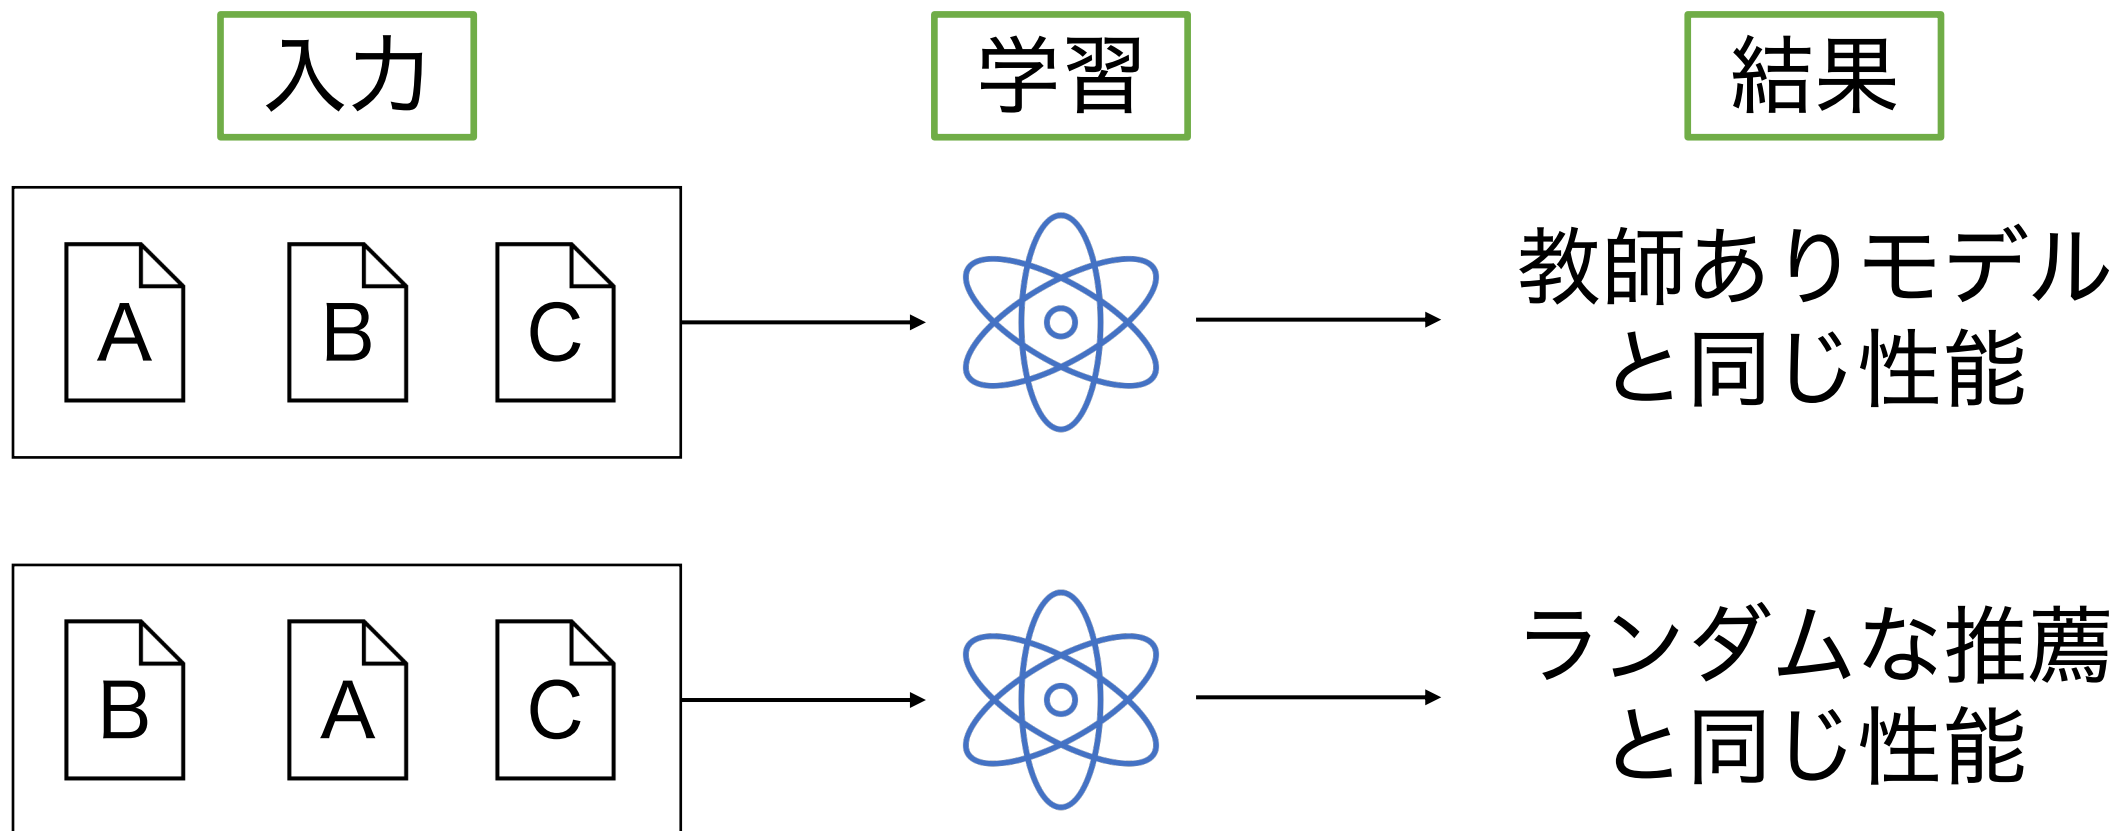 入力
学習
結果
A B C
教師ありモデル
と同じ性能
B A C
ランダムな推薦
と同じ性能